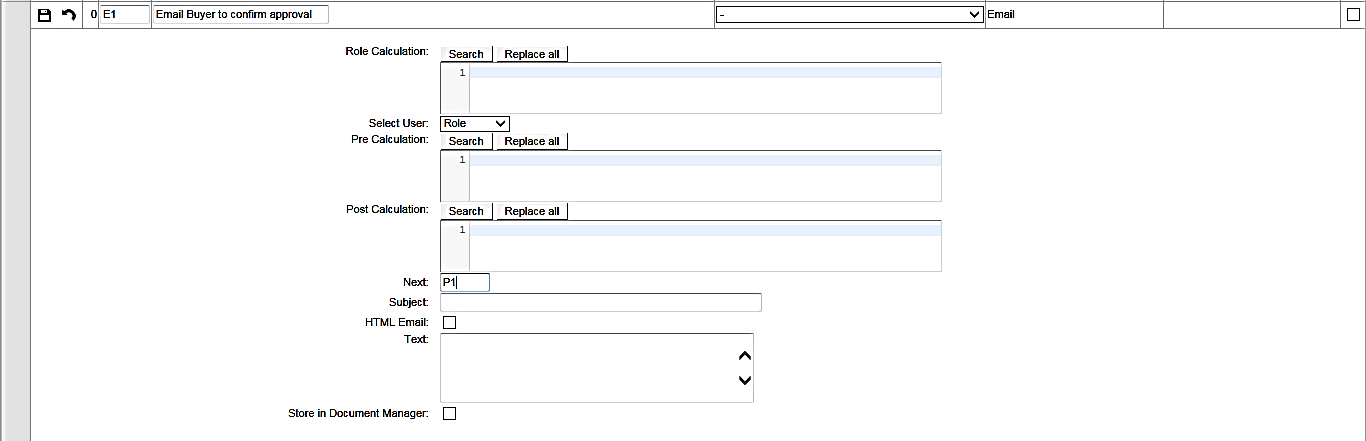 0 E1 Email Buyer to confirm approval - Email
Role Calculation: Search Replace all
1
Select User: Role
Pre Calculation: Search Replace all
1
Post Calculation: Search Replace all
1
Next: P1
Subject:
HTML Email:
Text:
Store in Document Manager: